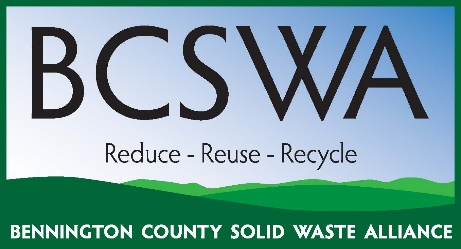 BCSWA
Reduce - Reuse - Recycle
BENNINGTON COUNTY SOLID WASTE ALLIANCE